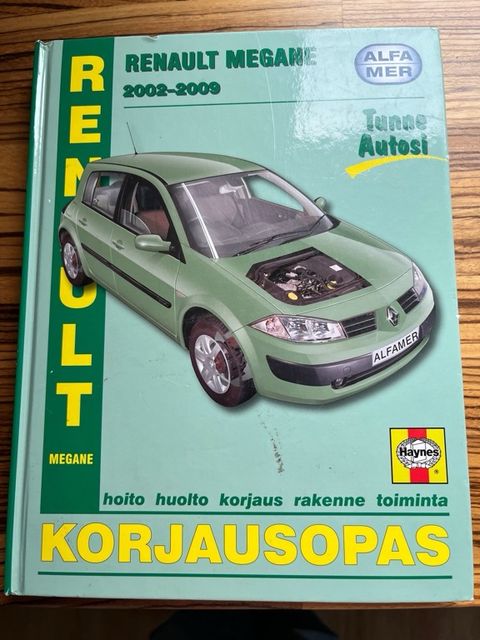 RENAULT
MEGANE
RENAULT MEGANE
2002-2009
ALFA
MER
Tunne
Autosi
ALFAMER
Haynes
®
hoito huolto korjaus rakenne toiminta
KORJAUSOPAS